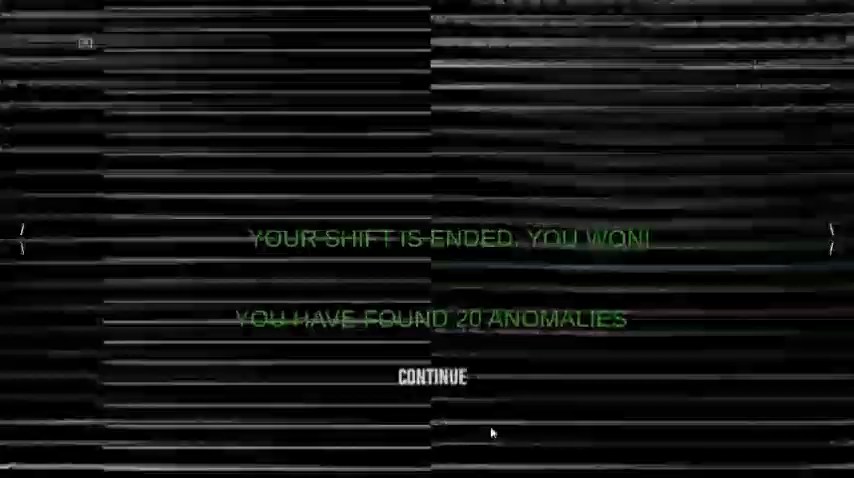 YOUR SHIFT IS ENDED. YOU WON!
YOU HAVE FOUND 20 ANOMALIES
CONTINUE